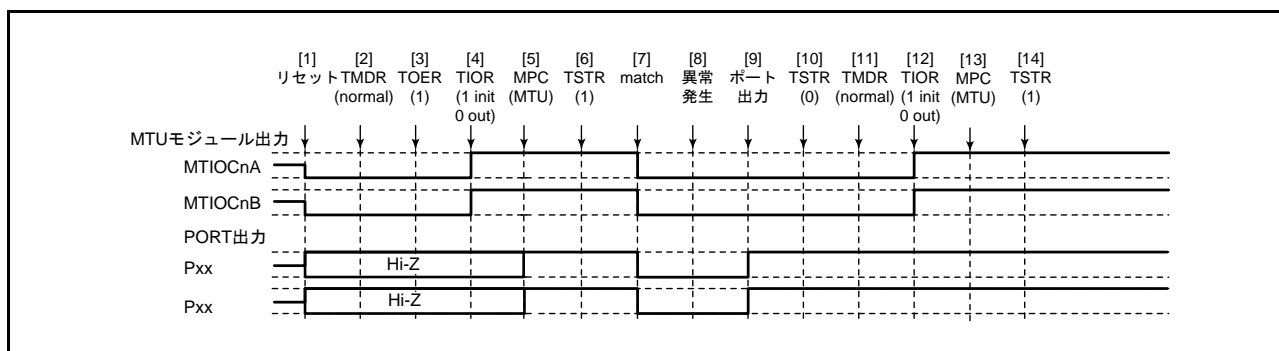 [1] [2] [3] [4] [5] [6] [7] [8] [9] [10] [11] [12] [13] [14]
リセット TMDR TOER TIOR MPC TSTR match 異常 ポート TSTR TMDR TIOR MPC TSTR
(normal) (1) (1 init (MTU) (1) 発生 出力 (0) (normal) (1 init (MTU) (1)
0 out) 0 out)
MTUモジュール出力
MTIOCnA
MTIOCnB
PORT出力
Pxx Hi-Z
Pxx Hi-Z